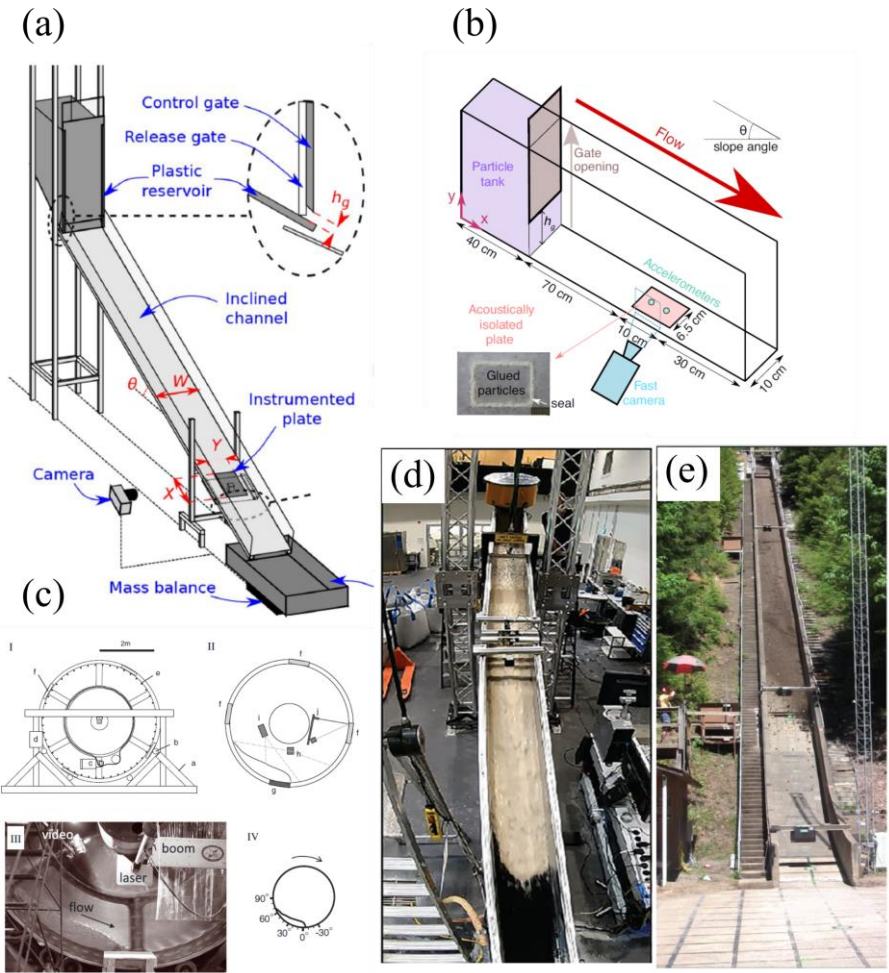 (a)
Control gate
Release gate
Plastic
reservoir
h_g
Inclined
channel
θ
W
Instrumented
plate
Y
X
Camera
Mass balance
(b)
Flow
θ
slope angle
Particle
tank
Gate
opening
y
x
h_g
40 cm
70 cm
Accelerometers
6.5 cm
10 cm
30 cm
10 cm
Acoustically
isolated
plate
Glued
particles
seal
Fast
camera
(c)
I
2m
f
e
d
c
b
a
II
f
f
f
i
j
h
g
III
video
boom
laser
flow
IV
90°
60°
30°
0°
-30°
(d)
(e)